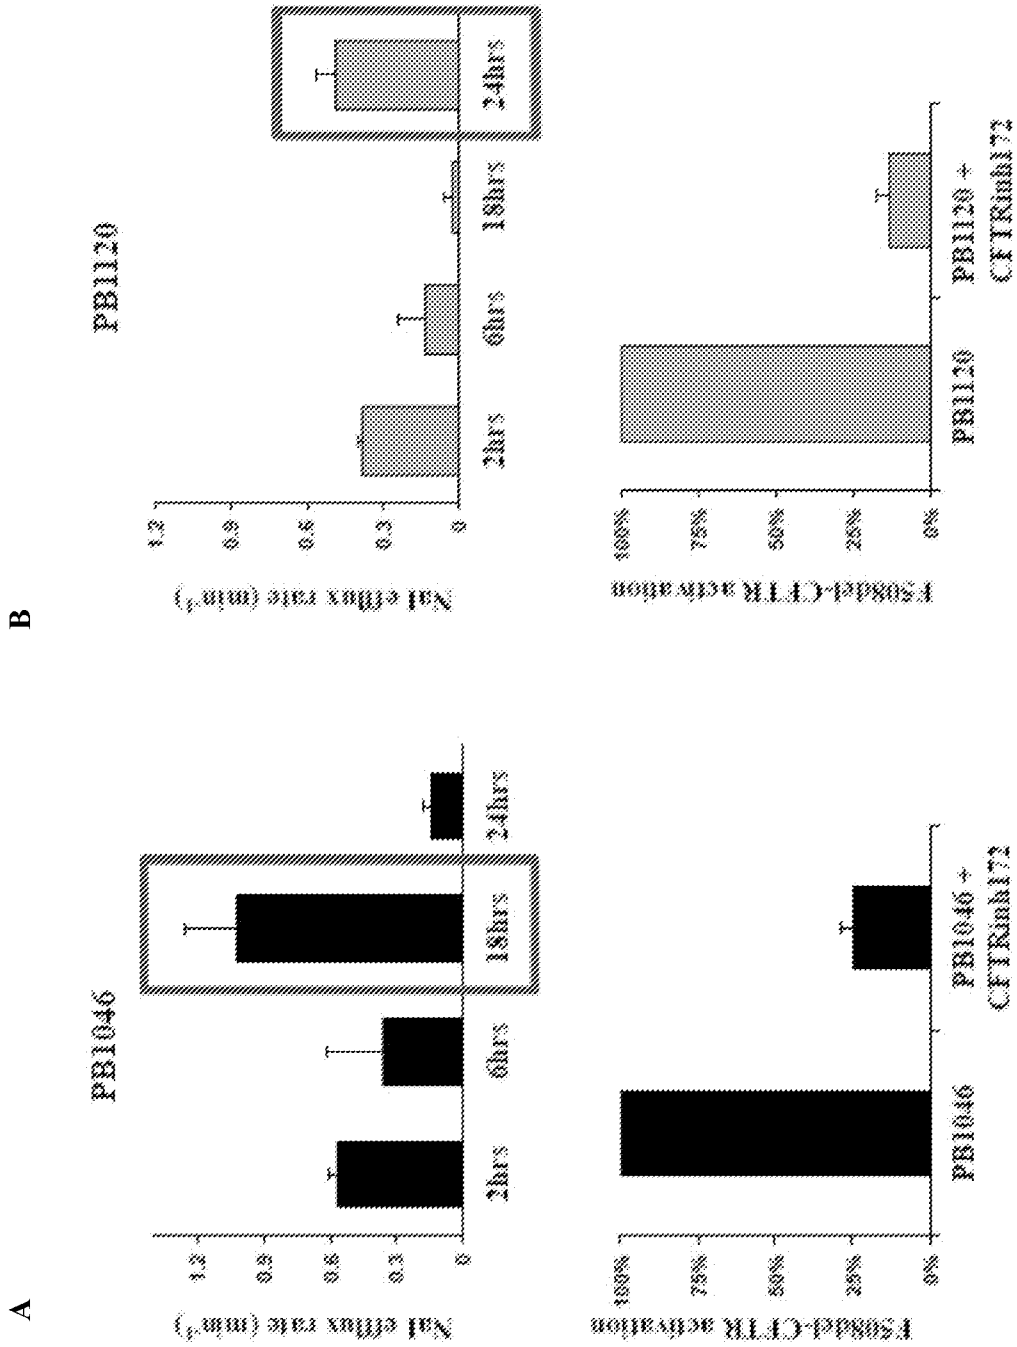 A
PB1046
NaI efflux rate (min-1)
1.2
0.9
0.6
0.3
0
2hrs
6hrs
18hrs
24hrs
F508del-CFTR activation
100%
75%
50%
25%
0%
PB1046
PB1046 +
CFTRinh172
B
PB1120
NaI efflux rate (min-1)
1.2
0.9
0.6
0.3
0
2hrs
6hrs
18hrs
24hrs
F508del-CFTR activation
100%
75%
50%
25%
0%
PB1120
PB1120 +
CFTRinh172